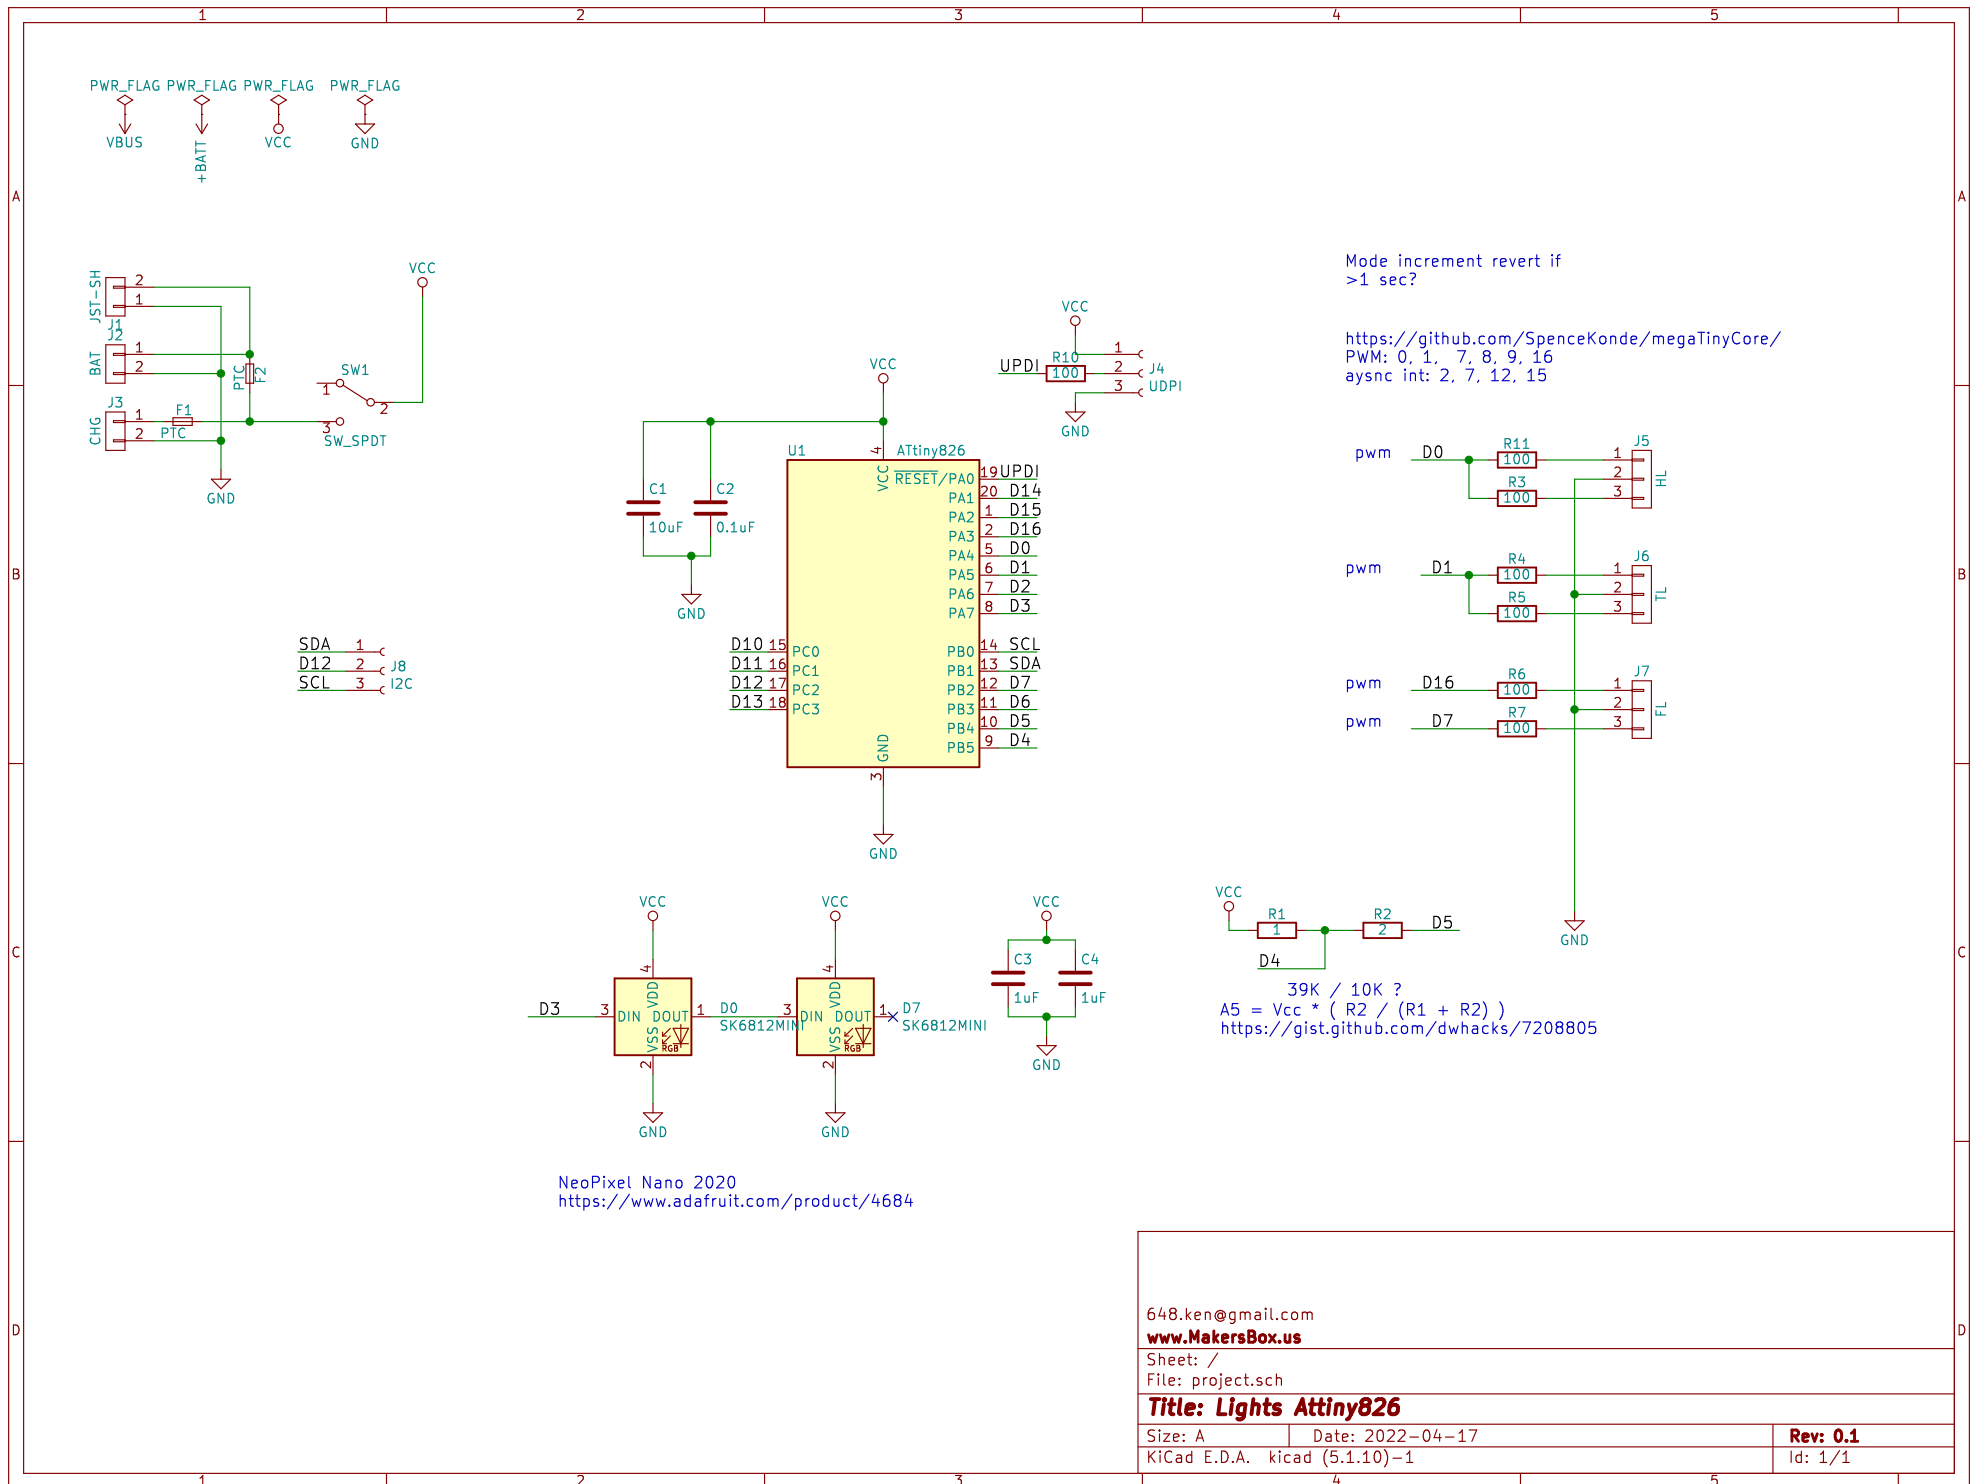 1 2 3 4 5
PWR_FLAG PWR_FLAG PWR_FLAG PWR_FLAG
VBUS +BATT VCC GND
A A
JST-SH 2
1
J1
J2
BAT 1
2
J3
CHG 1
2
F1
PTC
PTC F2
SW1
1
2
3
SW_SPDT
VCC
GND
Mode increment revert if
>1 sec?
https://github.com/SpenceKonde/megaTinyCore/
PWM: 0, 1, 7, 8, 9, 16
aysnc int: 2, 7, 12, 15
VCC
UPDI R10 100
1
2
3
J4
UDPI
GND
VCC
C1
10uF
C2
0.1uF
GND
U1 ATtiny826
4
VCC
RESET/PA0 19 UPDI
PA1 20 D14
PA2 1 D15
PA3 2 D16
PA4 5 D0
PA5 6 D1
PA6 7 D2
PA7 8 D3
D10 15 PC0 PB0 14 SCL
D11 16 PC1 PB1 13 SDA
D12 17 PC2 PB2 12 D7
D13 18 PC3 PB3 11 D6
PB4 10 D5
PB5 9 D4
GND
3
GND
B B
SDA 1
D12 2
SCL 3
J8
I2C
pwm D0 R11 100 1 J5
2 HL
R3 100 3
pwm D1 R4 100 1 J6
2 TL
R5 100 3
pwm D16 R6 100 1 J7
2 FL
pwm D7 R7 100 3
GND
C C
VCC
D3 3 DIN DOUT 1
4 VDD
VSS 2
RGB
D0
SK6812MINI
GND
VCC
3 DIN DOUT 1
4 VDD
VSS 2
RGB
D7
SK6812MINI
GND
VCC
C3
1uF
C4
1uF
GND
VCC
R1 1
R2 2
D5
D4
39K / 10K ?
A5 = Vcc * ( R2 / (R1 + R2) )
https://gist.github.com/dwhacks/7208805
NeoPixel Nano 2020
https://www.adafruit.com/product/4684
D D
648.ken@gmail.com
www.MakersBox.us
Sheet: /
File: project.sch
Title: Lights Attiny826
Size: A Date: 2022-04-17 Rev: 0.1
KiCad E.D.A. kicad (5.1.10)-1 Id: 1/1
1 2 3 4 5